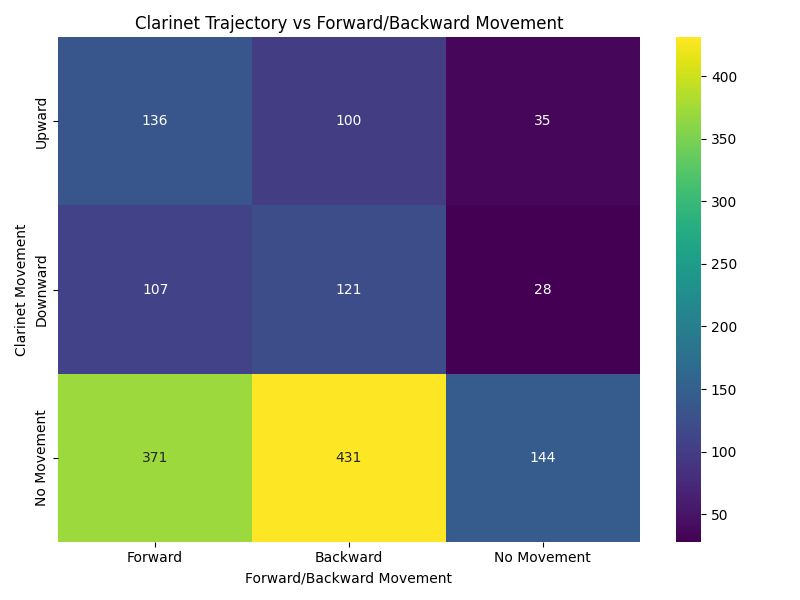 Clarinet Trajectory vs Forward/Backward Movement
Clarinet Movement
Upward
136 100 35
Downward
107 121 28
No Movement
371 431 144
Forward Backward No Movement
Forward/Backward Movement
400
350
300
250
200
150
100
50